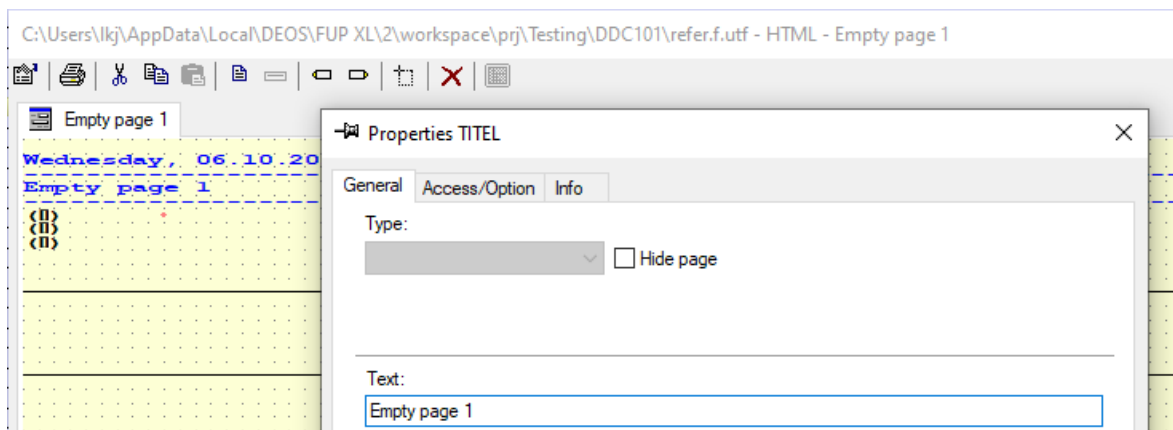 C:\Users\lkj\AppData\Local\DEOS\FUP XL\2\workspace\prj\Testing\DDC101\refer.f.utf - HTML - Empty page 1
Empty page 1
Properties TITEL
Wednesday, 06.10.20
Empty page 1
General Access/Option Info
Type:
Hide page
Text:
Empty page 1